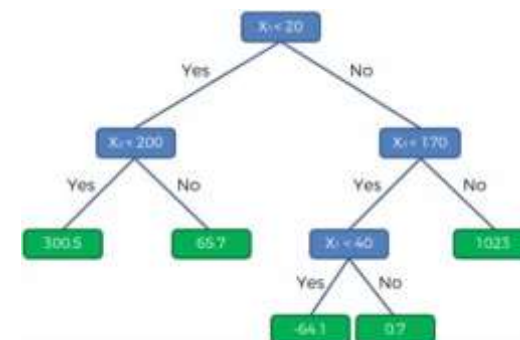 X₁ < 20
Yes
No
X₂ < 200
X₂ < 170
Yes
No
Yes
No
300.5
65.7
X₁ < 40
1023
Yes
No
-64.1
0.7